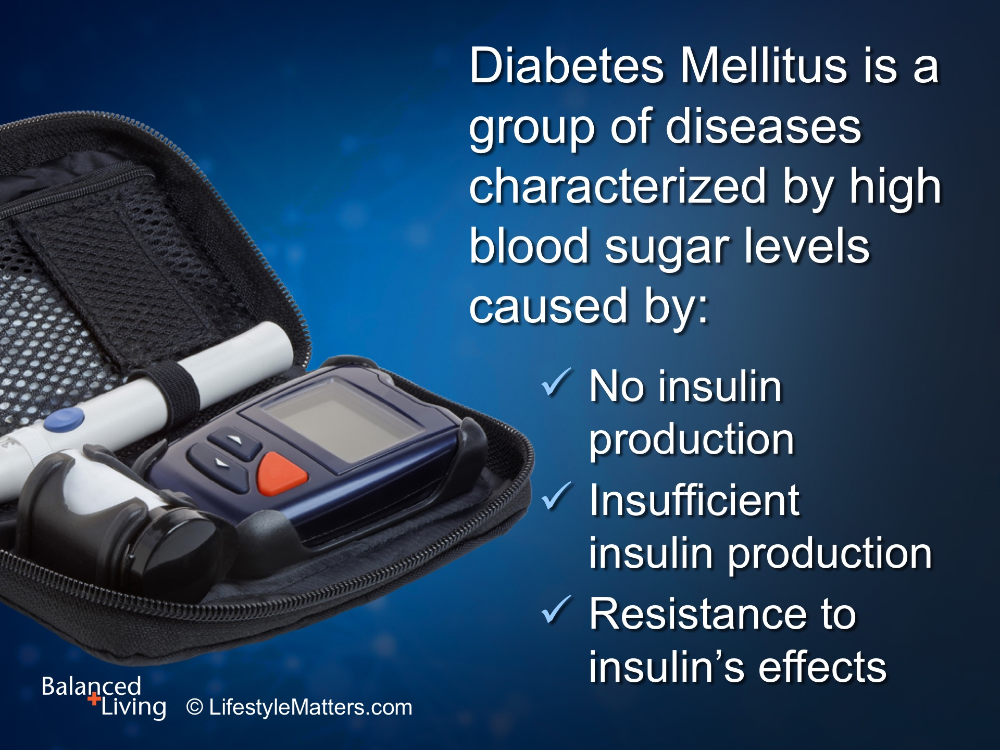 Diabetes Mellitus is a
group of diseases
characterized by high
blood sugar levels
caused by:
✓ No insulin
production
✓ Insufficient
insulin production
✓ Resistance to
insulin’s effects
Balanced
+Living
© LifestyleMatters.com